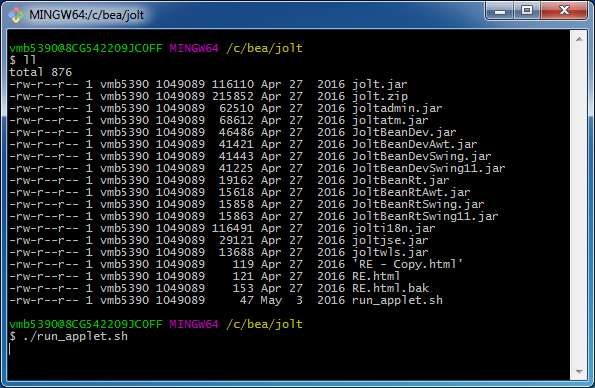 MINGW64:/c/bea/jolt
vmb5390@8CG542209JCOFF MINGW64 /c/bea/jolt
$ ll
total 876
-rw-r--r-- 1 vmb5390 1049089 116110 Apr 27  2016 jolt.jar
-rw-r--r-- 1 vmb5390 1049089 215852 Apr 27  2016 jolt.zip
-rw-r--r-- 1 vmb5390 1049089  62510 Apr 27  2016 joltadmin.jar
-rw-r--r-- 1 vmb5390 1049089  68612 Apr 27  2016 joltatm.jar
-rw-r--r-- 1 vmb5390 1049089  46486 Apr 27  2016 JoltBeanDev.jar
-rw-r--r-- 1 vmb5390 1049089  41421 Apr 27  2016 JoltBeanDevAwt.jar
-rw-r--r-- 1 vmb5390 1049089  41443 Apr 27  2016 JoltBeanDevSwing.jar
-rw-r--r-- 1 vmb5390 1049089  41225 Apr 27  2016 JoltBeanDevSwing11.jar
-rw-r--r-- 1 vmb5390 1049089  19162 Apr 27  2016 JoltBeanRt.jar
-rw-r--r-- 1 vmb5390 1049089  15618 Apr 27  2016 JoltBeanRtAwt.jar
-rw-r--r-- 1 vmb5390 1049089  15858 Apr 27  2016 JoltBeanRtSwing.jar
-rw-r--r-- 1 vmb5390 1049089  15863 Apr 27  2016 JoltBeanRtSwing11.jar
-rw-r--r-- 1 vmb5390 1049089 116491 Apr 27  2016 jolti18n.jar
-rw-r--r-- 1 vmb5390 1049089  29121 Apr 27  2016 joltjse.jar
-rw-r--r-- 1 vmb5390 1049089  13688 Apr 27  2016 joltwls.jar
-rw-r--r-- 1 vmb5390 1049089    119 Apr 27  2016 'RE - Copy.html'
-rw-r--r-- 1 vmb5390 1049089    121 Apr 27  2016 RE.html
-rw-r--r-- 1 vmb5390 1049089    153 Apr 27  2016 RE.html.bak
-rw-r--r-- 1 vmb5390 1049089     47 May  3  2016 run_applet.sh
vmb5390@8CG542209JCOFF MINGW64 /c/bea/jolt
$ ./run_applet.sh